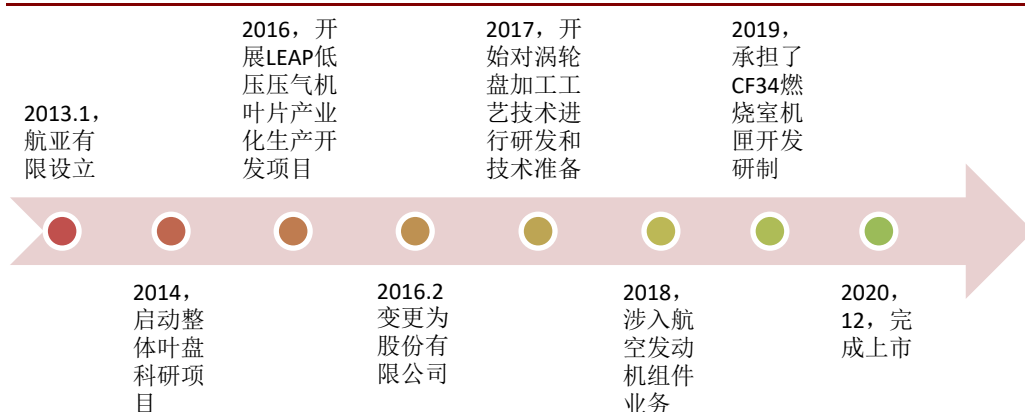 2013.1,
航亚有
限设立
2014,
启动整
体叶盘
科研项
目
2016，开
展LEAP低
压压气机
叶片产业
化生产开
发项目
2016.2
变更为
股份有
限公司
2017，开
始对涡轮
盘加工工
艺技术进
行研发和
技术准备
2018，
涉入航
空发动
机组件
业务
2019，
承担了
CF34燃
烧室机
匣开发
研制
2020，
12，完
成上市